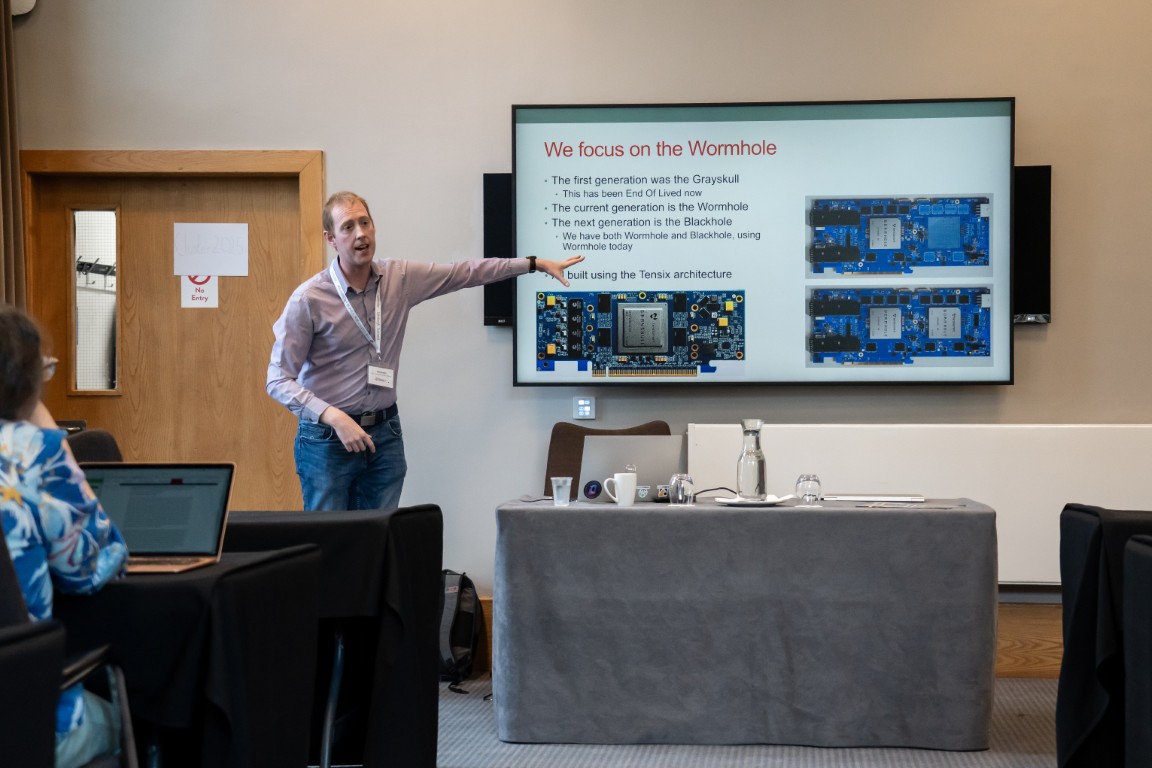 We focus on the Wormhole
The first generation was the Grayskull
This has been End Of Lived now
The current generation is the Wormhole
The next generation is the Blackhole
We have both Wormhole and Blackhole, using
Wormhole today
built using the Tensix architecture
No
Entry